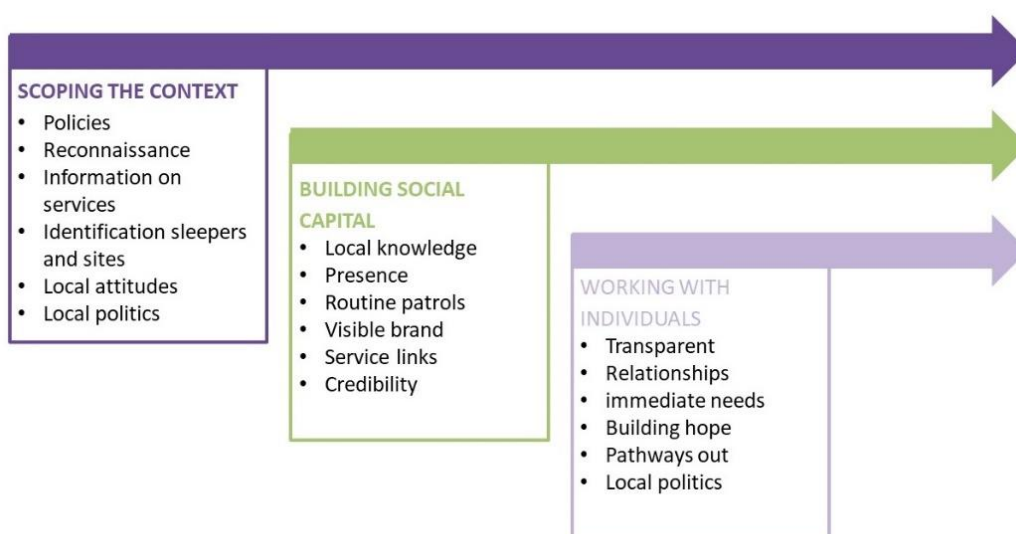 SCOPING THE CONTEXT
• Policies
• Reconnaissance
• Information on
services
• Identification sleepers
and sites
• Local attitudes
• Local politics
BUILDING SOCIAL
CAPITAL
• Local knowledge
• Presence
• Routine patrols
• Visible brand
• Service links
• Credibility
WORKING WITH
INDIVIDUALS
• Transparent
• Relationships
• immediate needs
• Building hope
• Pathways out
• Local politics